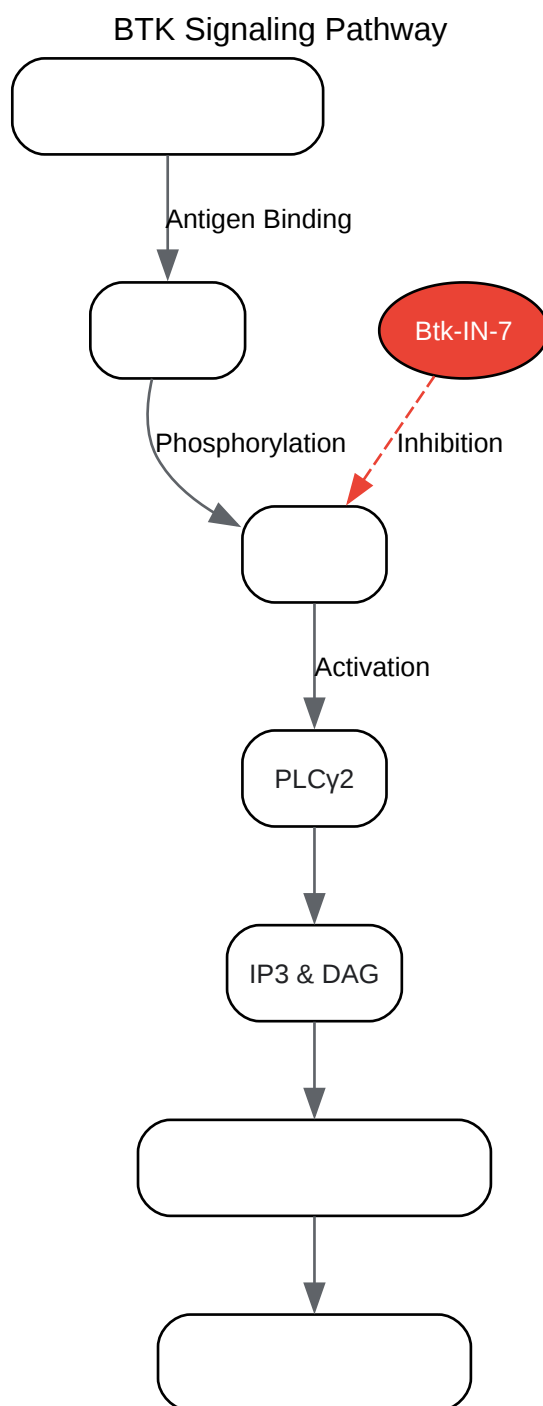 BTK Signaling Pathway
Antigen Binding
Btk-IN-7
Phosphorylation
Inhibition
Activation
PLCγ2
IP3 & DAG